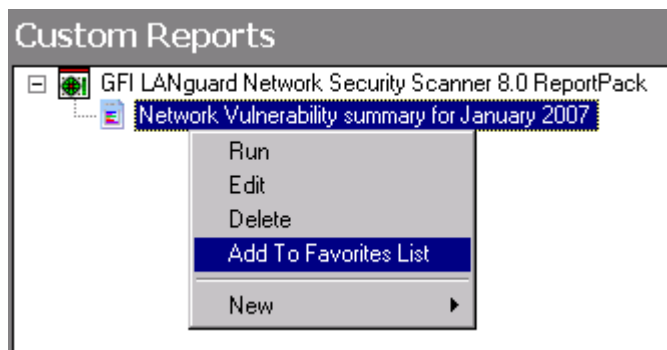 Custom Reports
GFI LANguard Network Security Scanner 8.0 ReportPack
Network Vulnerability summary for January 2007
Run
Edit
Delete
Add To Favorites List
New